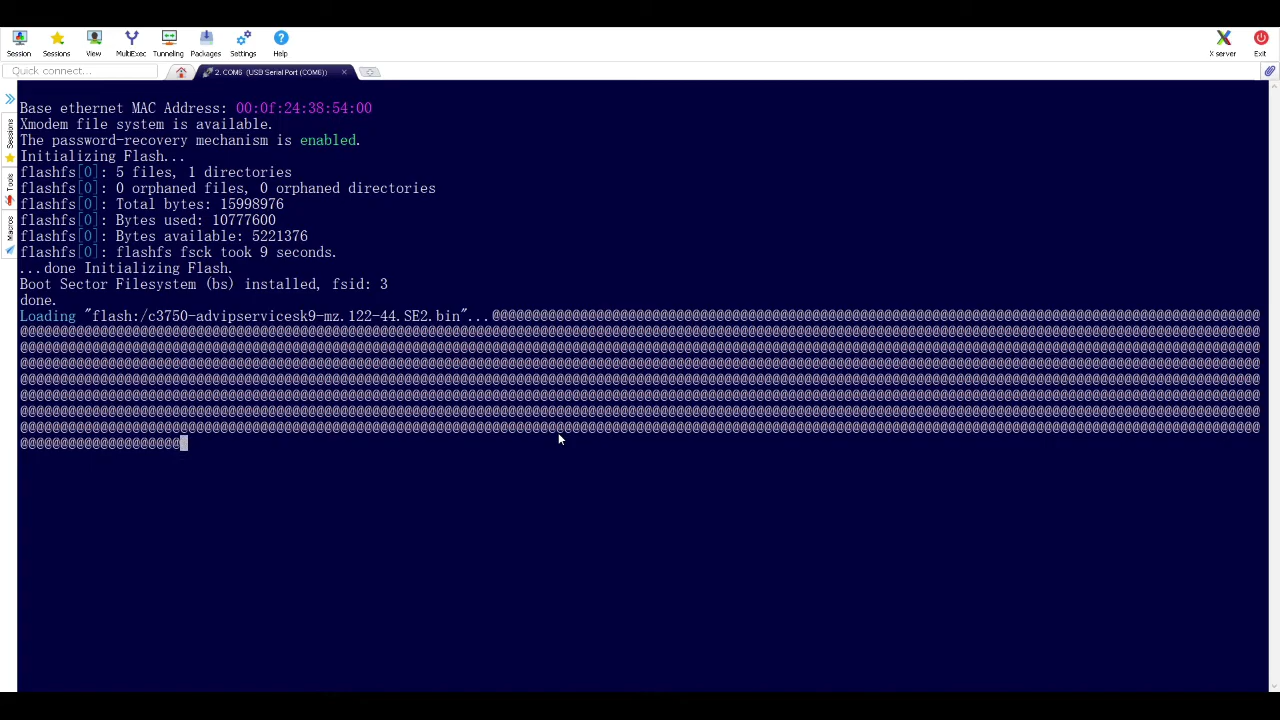 Session
Sessions
View
MultiExec
Tunneling
Packages
Settings
Help
X server
Exit
Quick connect...
2. COM6 (USB Serial Port (COM6))
Sessions
Tools
Macros
Base ethernet MAC Address: 00:0f:24:38:54:00
Xmodem file system is available.
The password-recovery mechanism is enabled.
Initializing Flash...
flashfs[0]: 5 files, 1 directories
flashfs[0]: 0 orphaned files, 0 orphaned directories
flashfs[0]: Total bytes: 15998976
flashfs[0]: Bytes used: 10777600
flashfs[0]: Bytes available: 5221376
flashfs[0]: flashfs fsck took 9 seconds.
...done Initializing Flash.
Boot Sector Filesystem (bs) installed, fsid: 3
done.
Loading "flash:/c3750-advipservicesk9-mz.122-44.SE2.bin"...@@@@@@@@@@@@@@@@@@@@@@@@@@@@@@@@@@@@@@@@@@@@@@@@@@@@@@@@@@@@@@@@@@@@@@@@@@@@@@@@@@@@@@@@@@@@@@@@
@@@@@@@@@@@@@@@@@@@@@@@@@@@@@@@@@@@@@@@@@@@@@@@@@@@@@@@@@@@@@@@@@@@@@@@@@@@@@@@@@@@@@@@@@@@@@@@@@@@@@@@@@@@@@@@@@@@@@@@@@@@@@@@@@@@@@@@@@@@@@@@@@@@@@@@@@@@
@@@@@@@@@@@@@@@@@@@@@@@@@@@@@@@@@@@@@@@@@@@@@@@@@@@@@@@@@@@@@@@@@@@@@@@@@@@@@@@@@@@@@@@@@@@@@@@@@@@@@@@@@@@@@@@@@@@@@@@@@@@@@@@@@@@@@@@@@@@@@@@@@@@@@@@@@@@
@@@@@@@@@@@@@@@@@@@@@@@@@@@@@@@@@@@@@@@@@@@@@@@@@@@@@@@@@@@@@@@@@@@@@@@@@@@@@@@@@@@@@@@@@@@@@@@@@@@@@@@@@@@@@@@@@@@@@@@@@@@@@@@@@@@@@@@@@@@@@@@@@@@@@@@@@@@
@@@@@@@@@@@@@@@@@@@@@@@@@@@@@@@@@@@@@@@@@@@@@@@@@@@@@@@@@@@@@@@@@@@@@@@@@@@@@@@@@@@@@@@@@@@@@@@@@@@@@@@@@@@@@@@@@@@@@@@@@@@@@@@@@@@@@@@@@@@@@@@@@@@@@@@@@@@
@@@@@@@@@@@@@@@@@@@@@@@@@@@@@@@@@@@@@@@@@@@@@@@@@@@@@@@@@@@@@@@@@@@@@@@@@@@@@@@@@@@@@@@@@@@@@@@@@@@@@@@@@@@@@@@@@@@@@@@@@@@@@@@@@@@@@@@@@@@@@@@@@@@@@@@@@@@
@@@@@@@@@@@@@@@@@@@@@@@@@@@@@@@@@@@@@@@@@@@@@@@@@@@@@@@@@@@@@@@@@@@@@@@@@@@@@@@@@@@@@@@@@@@@@@@@@@@@@@@@@@@@@@@@@@@@@@@@@@@@@@@@@@@@@@@@@@@@@@@@@@@@@@@@@@@
@@@@@@@@@@@@@@@@@@@@@@@@@@@@@@@@@@@@@@@@@@@@@@@@@@@@@@@@@@@@@@@@@@@@@@@@@@@@@@@@@@@@@@@@@@@@@@@@@@@@@@@@@@@@@@@@@@@@@@@@@@@@@@@@@@@@@@@@@@@@@@@@@@@@@@@@@@@
@@@@@@@@@@@@@@@@@@@@